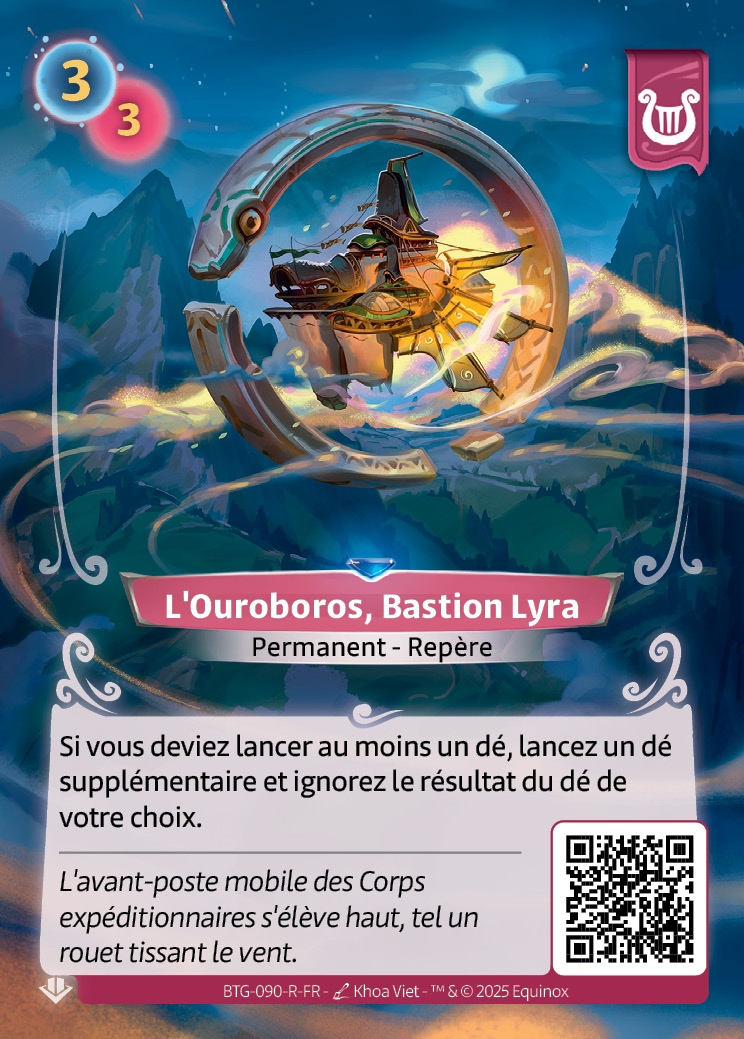 3
3
L'Ouroboros, Bastion Lyra
Permanent - Repère
Si vous deviez lancer au moins un dé, lancez un dé
supplémentaire et ignorez le résultat du dé de
votre choix.
L'avant-poste mobile des Corps
expéditionnaires s'élève haut, tel un
rouet tissant le vent.
BTG-090-R-FR - Khoa Viet - ™ & © 2025 Equinox